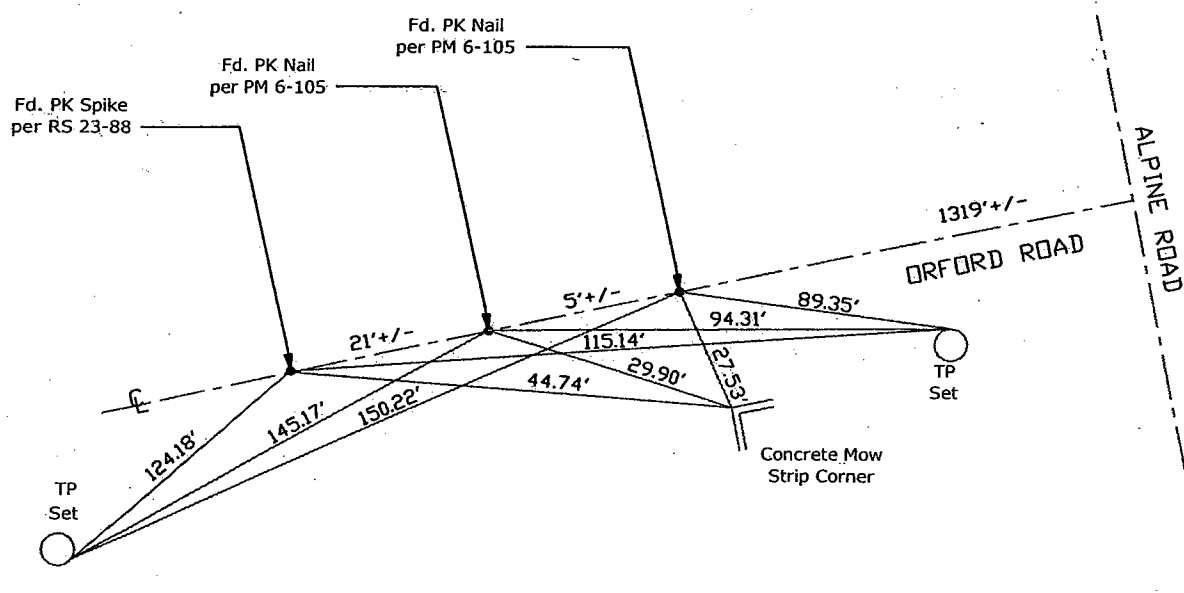 Fd. PK Nail
per PM 6-105
Fd. PK Nail
per PM 6-105
Fd. PK Spike
per RS 23-88
ALPINE ROAD
1319'+/-
ORFORD ROAD
5'+/-
21'+/-
89.35'
94.31'
115.14'
27.53'
29.90'
44.74'
150.22'
145.17'
124.18'
℄
TP
Set
Concrete Mow
Strip Corner
TP
Set